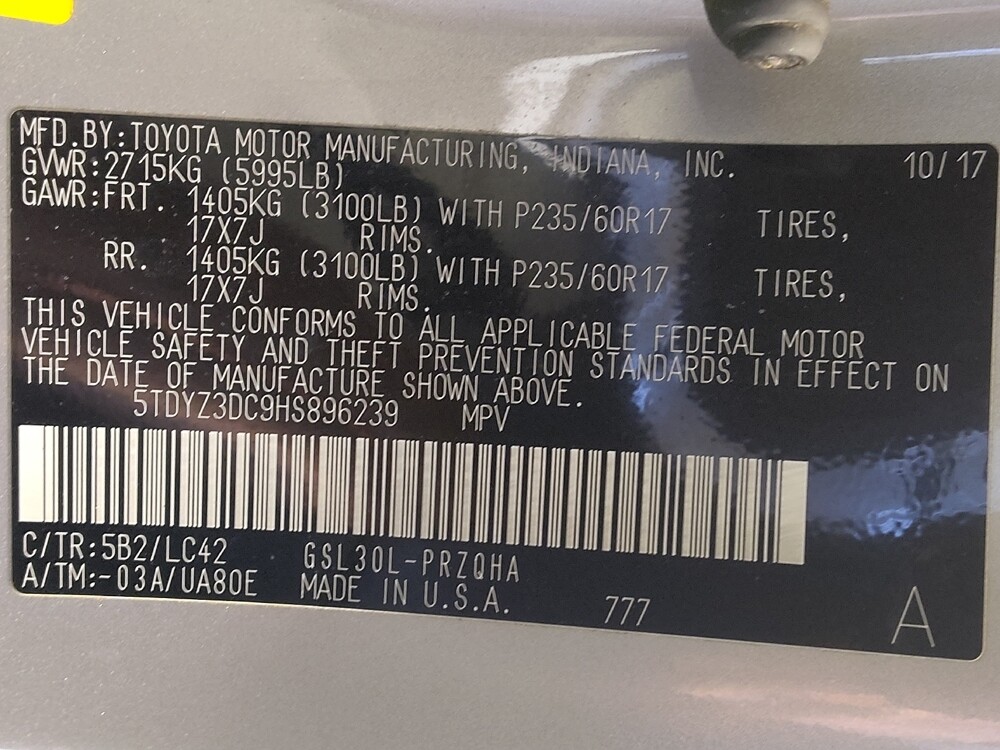 MFD.BY:TOYOTA MOTOR MANUFACTURING, INDIANA, INC. 10/17
GVWR:2715KG (5995LB)
GAWR:FRT. 1405KG (3100LB) WITH P235/60R17 TIRES,
17X7J RIMS.
RR. 1405KG (3100LB) WITH P235/60R17 TIRES,
17X7J RIMS.
THIS VEHICLE CONFORMS TO ALL APPLICABLE FEDERAL MOTOR
VEHICLE SAFETY AND THEFT PREVENTION STANDARDS IN EFFECT ON
THE DATE OF MANUFACTURE SHOWN ABOVE.
5TDYZ3DC9HS896239 MPV
C/TR:5B2/LC42 GSL30L-PRZQHA
A/TM:-03A/UA80E MADE IN U.S.A. 777 A